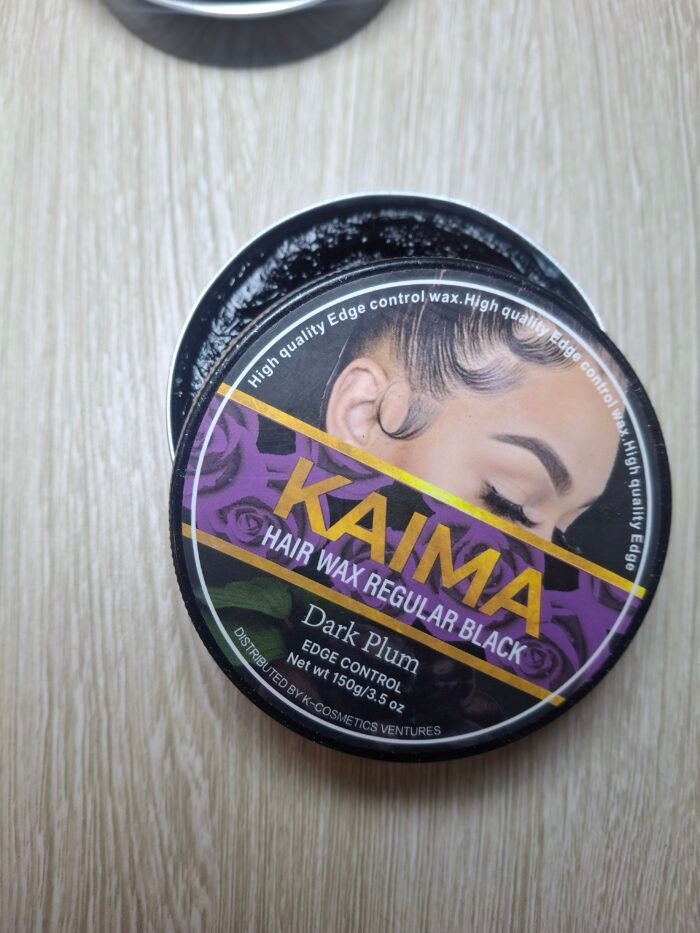 High quality Edge control wax.High quality Edge control wax.High quality Edge
KAIMA
HAIR WAX REGULAR BLACK
Dark Plum
EDGE CONTROL
Net wt 150g/3.5 oz
DISTRIBUTED BY K-COSMETICS VENTURES